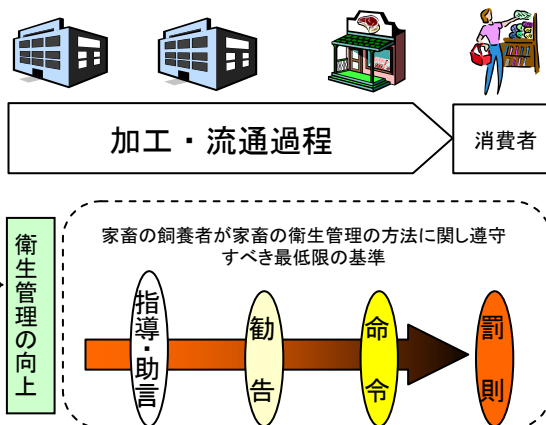 加工・流通過程
消費者
衛生管理の向上
家畜の飼養者が家畜の衛生管理の方法に関し遵守
すべき最低限の基準
指導・助言
勧告
命令
罰則